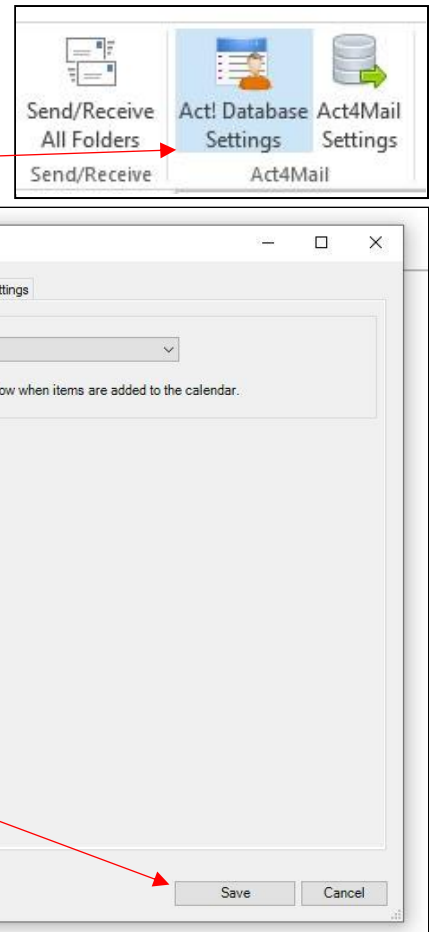 Send/Receive
All Folders
Act! Database
Settings
Act4Mail
Settings
Send/Receive
Act4Mail
ttings
ow when items are added to the calendar.
Save
Cancel